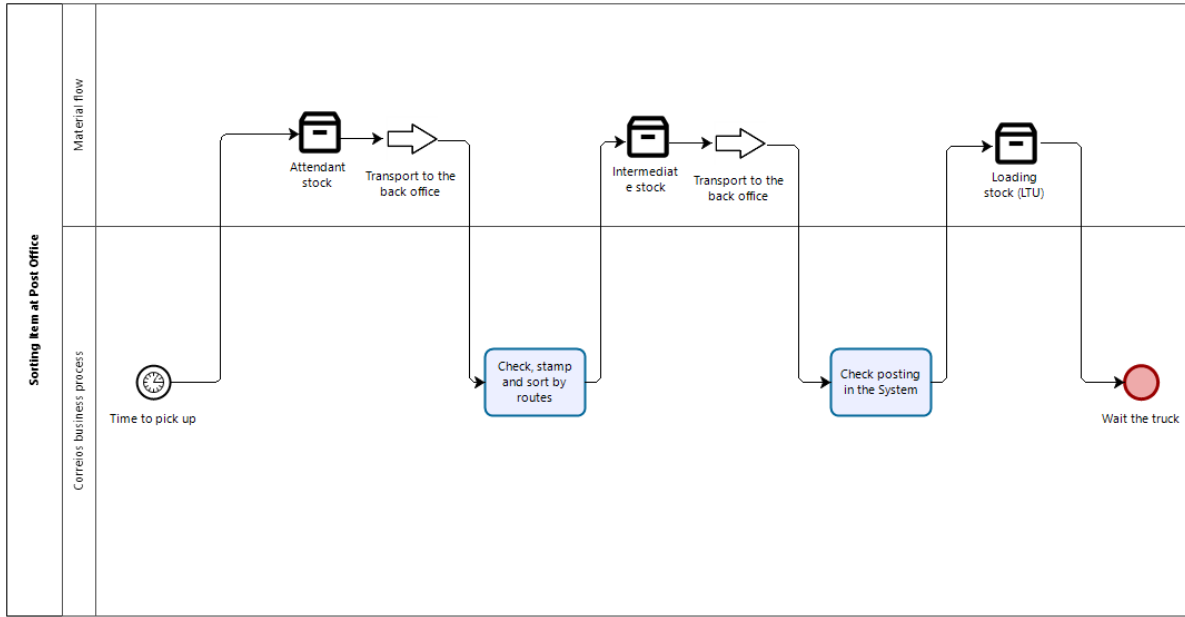 Sorting Item at Post Office
Material flow
Attendant
stock
Transport to the
back office
Intermediat
e stock
Transport to the
back office
Loading
stock (LTU)
Correios business process
Time to pick up
Check, stamp
and sort by
routes
Check posting
in the System
Wait the truck